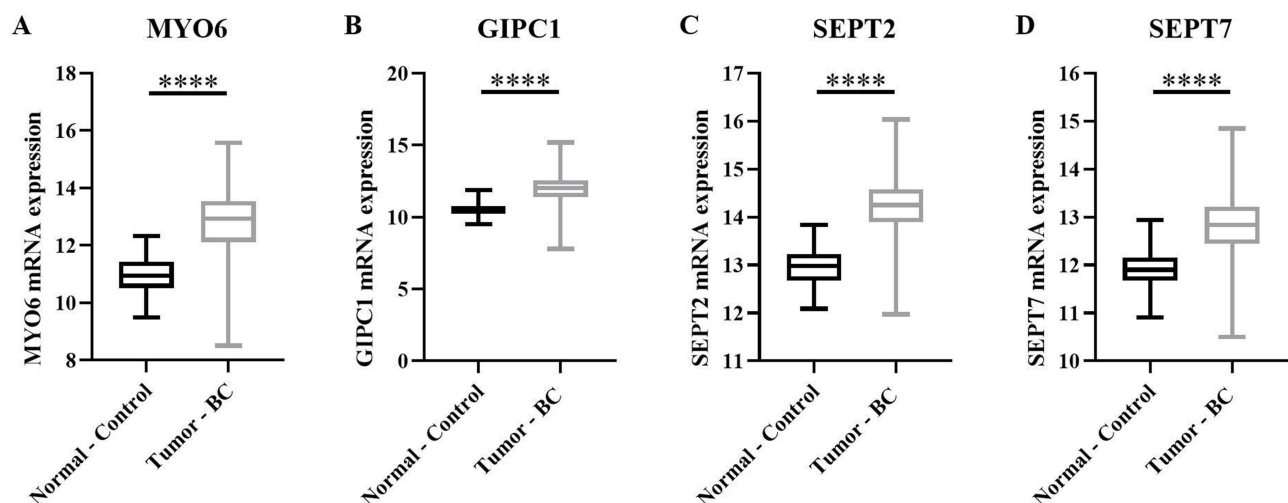 A
MYO6
MYO6 mRNA expression
18
16
14
12
10
8
****
Normal - Control
Tumor - BC
B
GIPC1
GIPC1 mRNA expression
20
15
10
5
0
****
Normal - Control
Tumor - BC
C
SEPT2
SEPT2 mRNA expression
17
16
15
14
13
12
11
****
Normal - Control
Tumor - BC
D
SEPT7
SEPT7 mRNA expression
16
15
14
13
12
11
10
****
Normal - Control
Tumor - BC